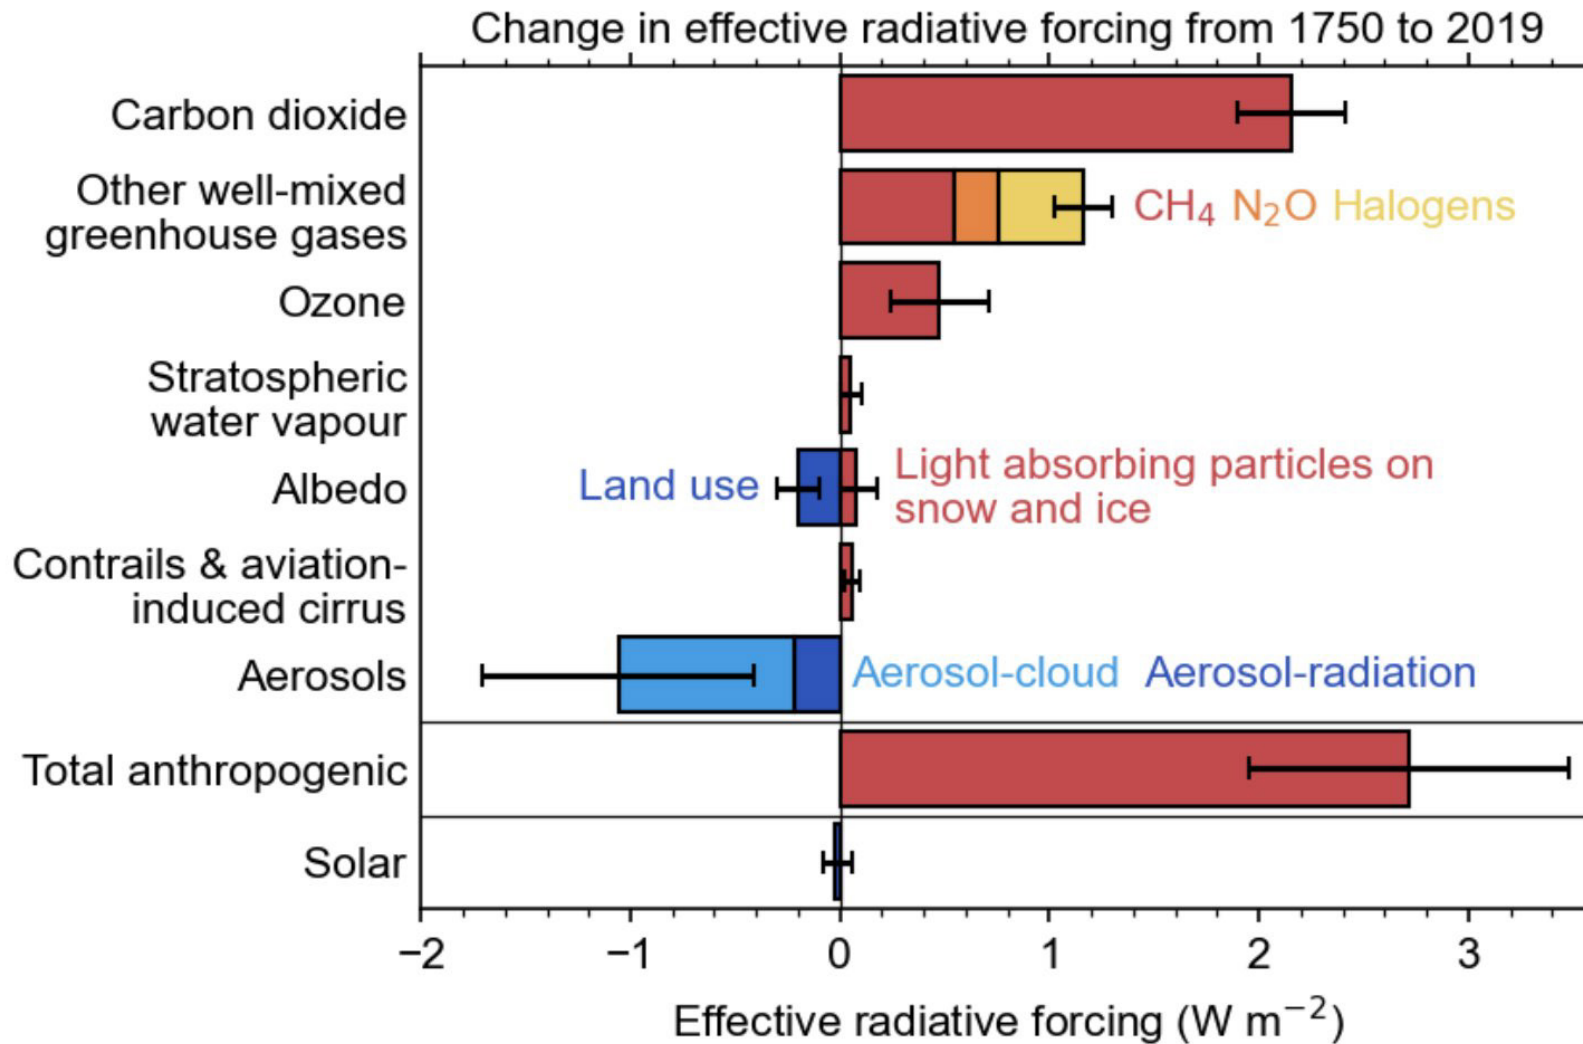 Change in effective radiative forcing from 1750 to 2019
Carbon dioxide
Other well-mixed
greenhouse gases
CH₄ N₂O Halogens
Ozone
Stratospheric
water vapour
Albedo
Land use
Light absorbing particles on
snow and ice
Contrails & aviation-
induced cirrus
Aerosols
Aerosol-cloud Aerosol-radiation
Total anthropogenic
Solar
−2 −1 0 1 2 3
Effective radiative forcing (W m⁻²)